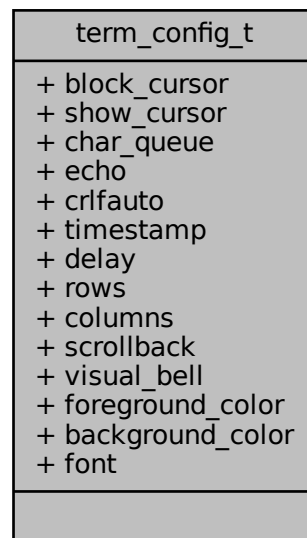 term_config_t
+ block_cursor
+ show_cursor
+ char_queue
+ echo
+ crlfauto
+ timestamp
+ delay
+ rows
+ columns
+ scrollback
+ visual_bell
+ foreground_color
+ background_color
+ font